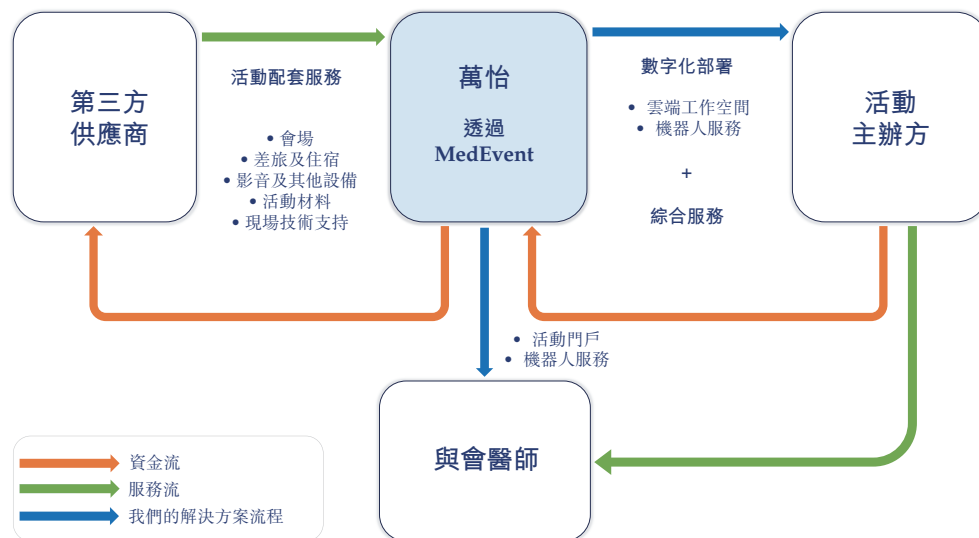 第三方
供應商
活動配套服務
• 會場
• 差旅及住宿
• 影音及其他設備
• 活動材料
• 現場技術支持
萬怡
透過
MedEvent
數字化部署
• 雲端工作空間
• 機器人服務
+
綜合服務
活動
主辦方
• 活動門戶
• 機器人服務
與會醫師
資金流
服務流
我們的解決方案流程